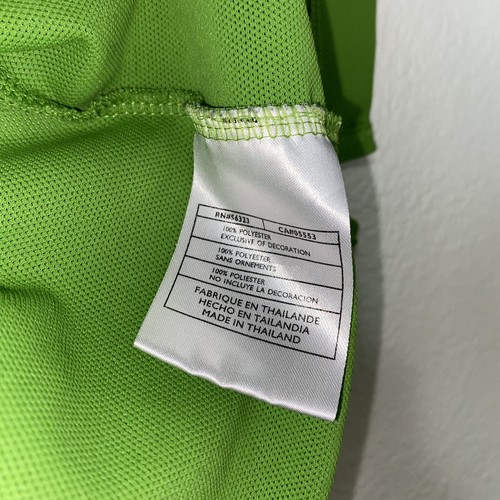 RN#56323 CA#05553
100% POLYESTER
EXCLUSIVE OF DECORATION
100% POLYESTER
SANS ORNEMENTS
100% POLIESTER
NO INCLUYE LA DECORACION
FABRIQUE EN THAILANDE
HECHO EN TAILANDIA
MADE IN THAILAND